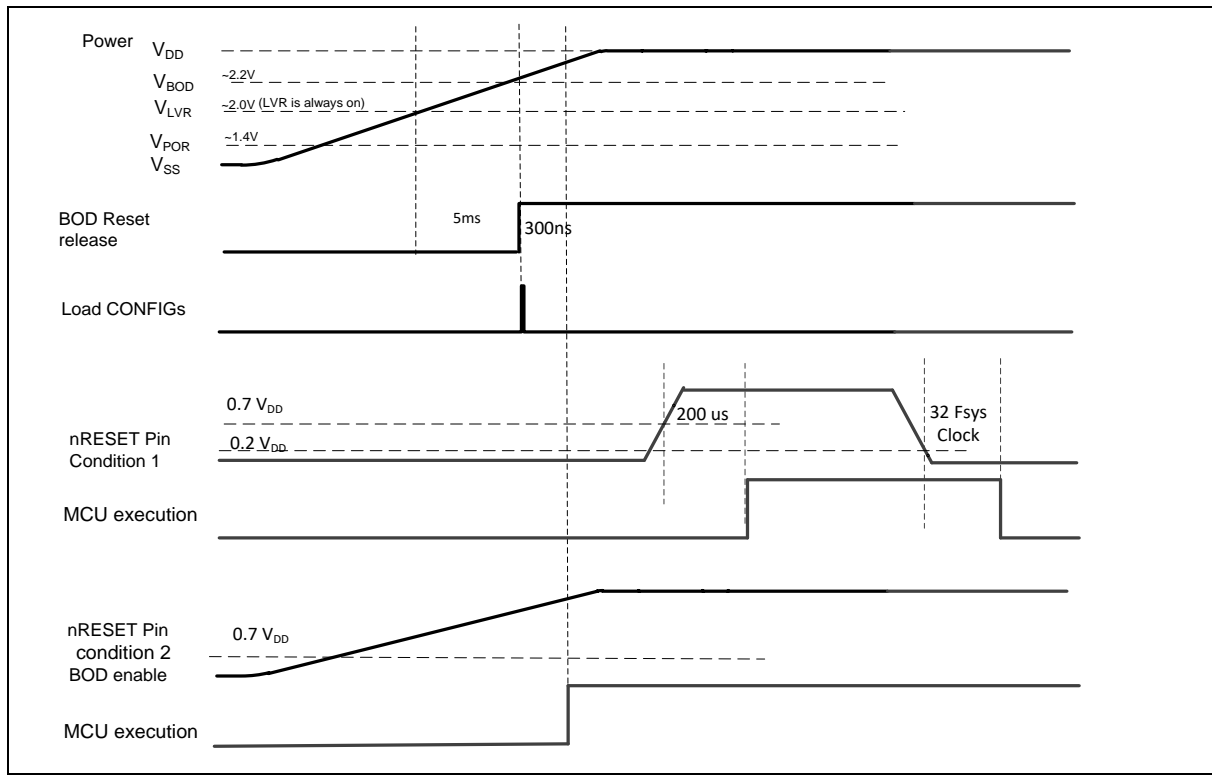 Power
VDD
VBOD
~2.2V
VLVR
~2.0V (LVR is always on)
VPOR
~1.4V
VSS
BOD Reset
release
5ms
300ns
Load CONFIGs
0.7 VDD
200 us
32 Fsys
Clock
nRESET Pin
Condition 1
0.2 VDD
MCU execution
nRESET Pin
condition 2
BOD enable
0.7 VDD
MCU execution